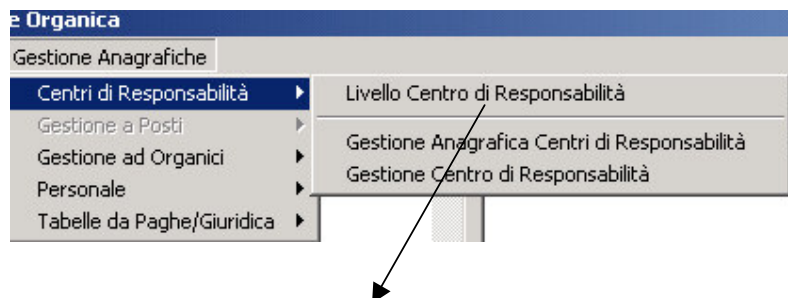 e Organica
Gestione Anagrafiche
Centri di Responsabilità
Livello Centro di Responsabilità
Gestione a Posti
Gestione Anagrafica Centri di Responsabilità
Gestione ad Organici
Gestione Centro di Responsabilità
Personale
Tabelle da Paghe/Giuridica